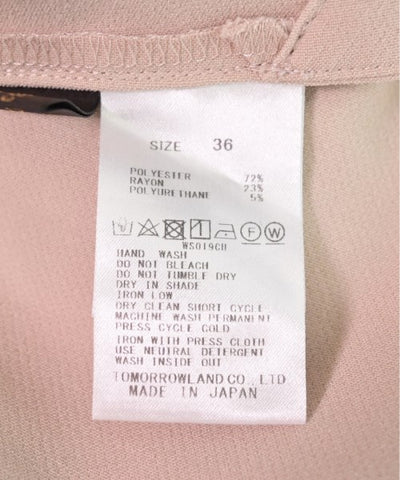 SIZE 36
POLYESTER 72%
RAYON 23%
POLYURETHANE 5%
F W
WS019CH
HAND WASH
DO NOT BLEACH
DO NOT TUMBLE DRY
DRY IN SHADE
IRON LOW
DRY CLEAN SHORT CYCLE
MACHINE WASH PERMANENT
PRESS CYCLE COLD
IRON WITH PRESS CLOTH
USE NEUTRAL DETERGENT
WASH INSIDE OUT
TOMORROWLAND CO., LTD
MADE IN JAPAN